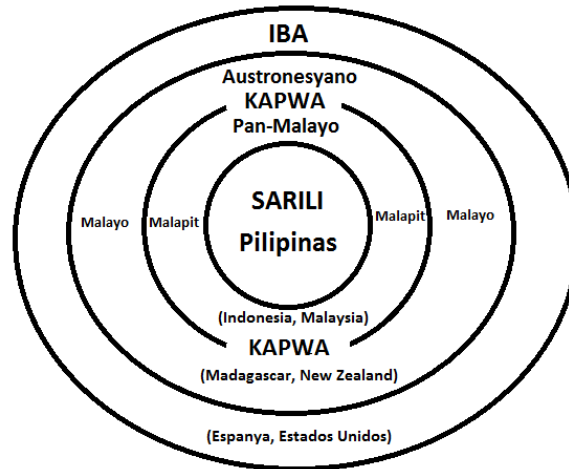 IBA
Austronesyano
KAPWA
Pan-Malayo
SARILI
Pilipinas
Malayo
Malapit
Malapit
Malayo
(Indonesia, Malaysia)
KAPWA
(Madagascar, New Zealand)
(Espanya, Estados Unidos)